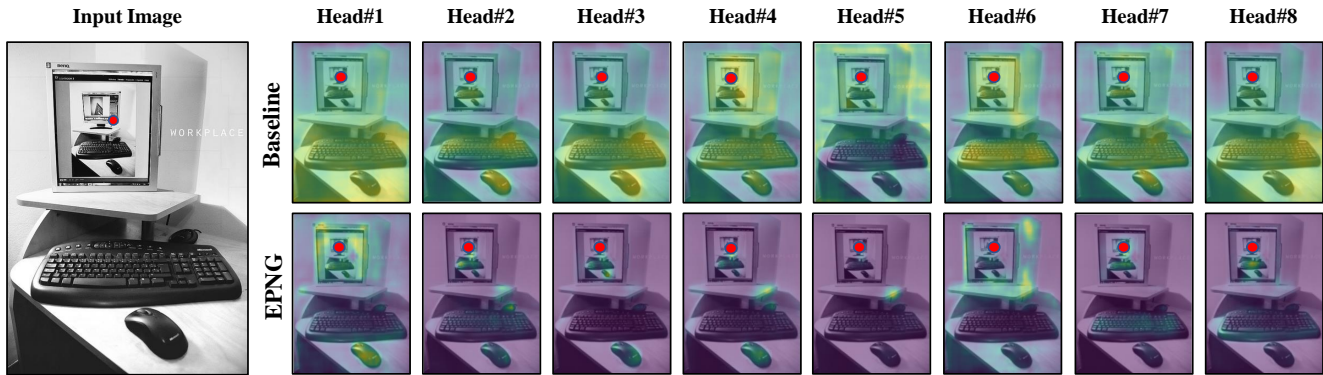 Input Image Head#1 Head#2 Head#3 Head#4 Head#5 Head#6 Head#7 Head#8
Baseline
EPNG
BENQ
WORKPLACE